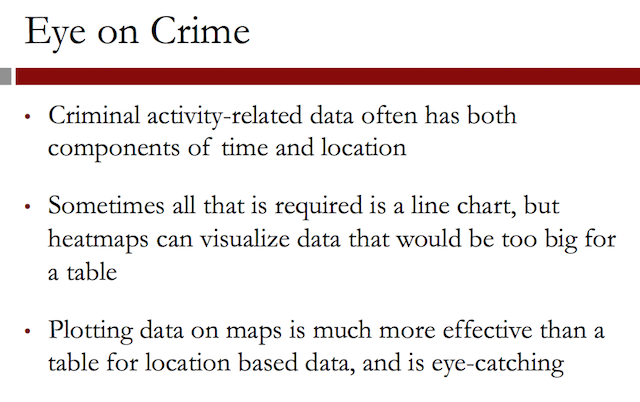 Eye on Crime
• Criminal activity-related data often has both
components of time and location
• Sometimes all that is required is a line chart, but
heatmaps can visualize data that would be too big for
a table
• Plotting data on maps is much more effective than a
table for location based data, and is eye-catching